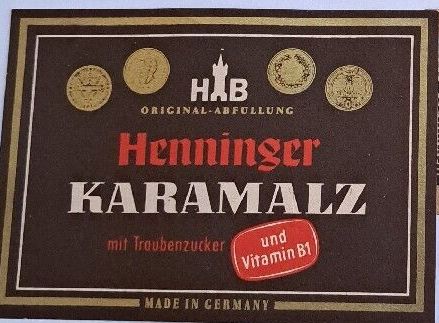 HB
ORIGINAL-ABFÜLLUNG
Henninger
KARAMALZ
mit Traubenzucker
und
Vitamin B1
MADE IN GERMANY